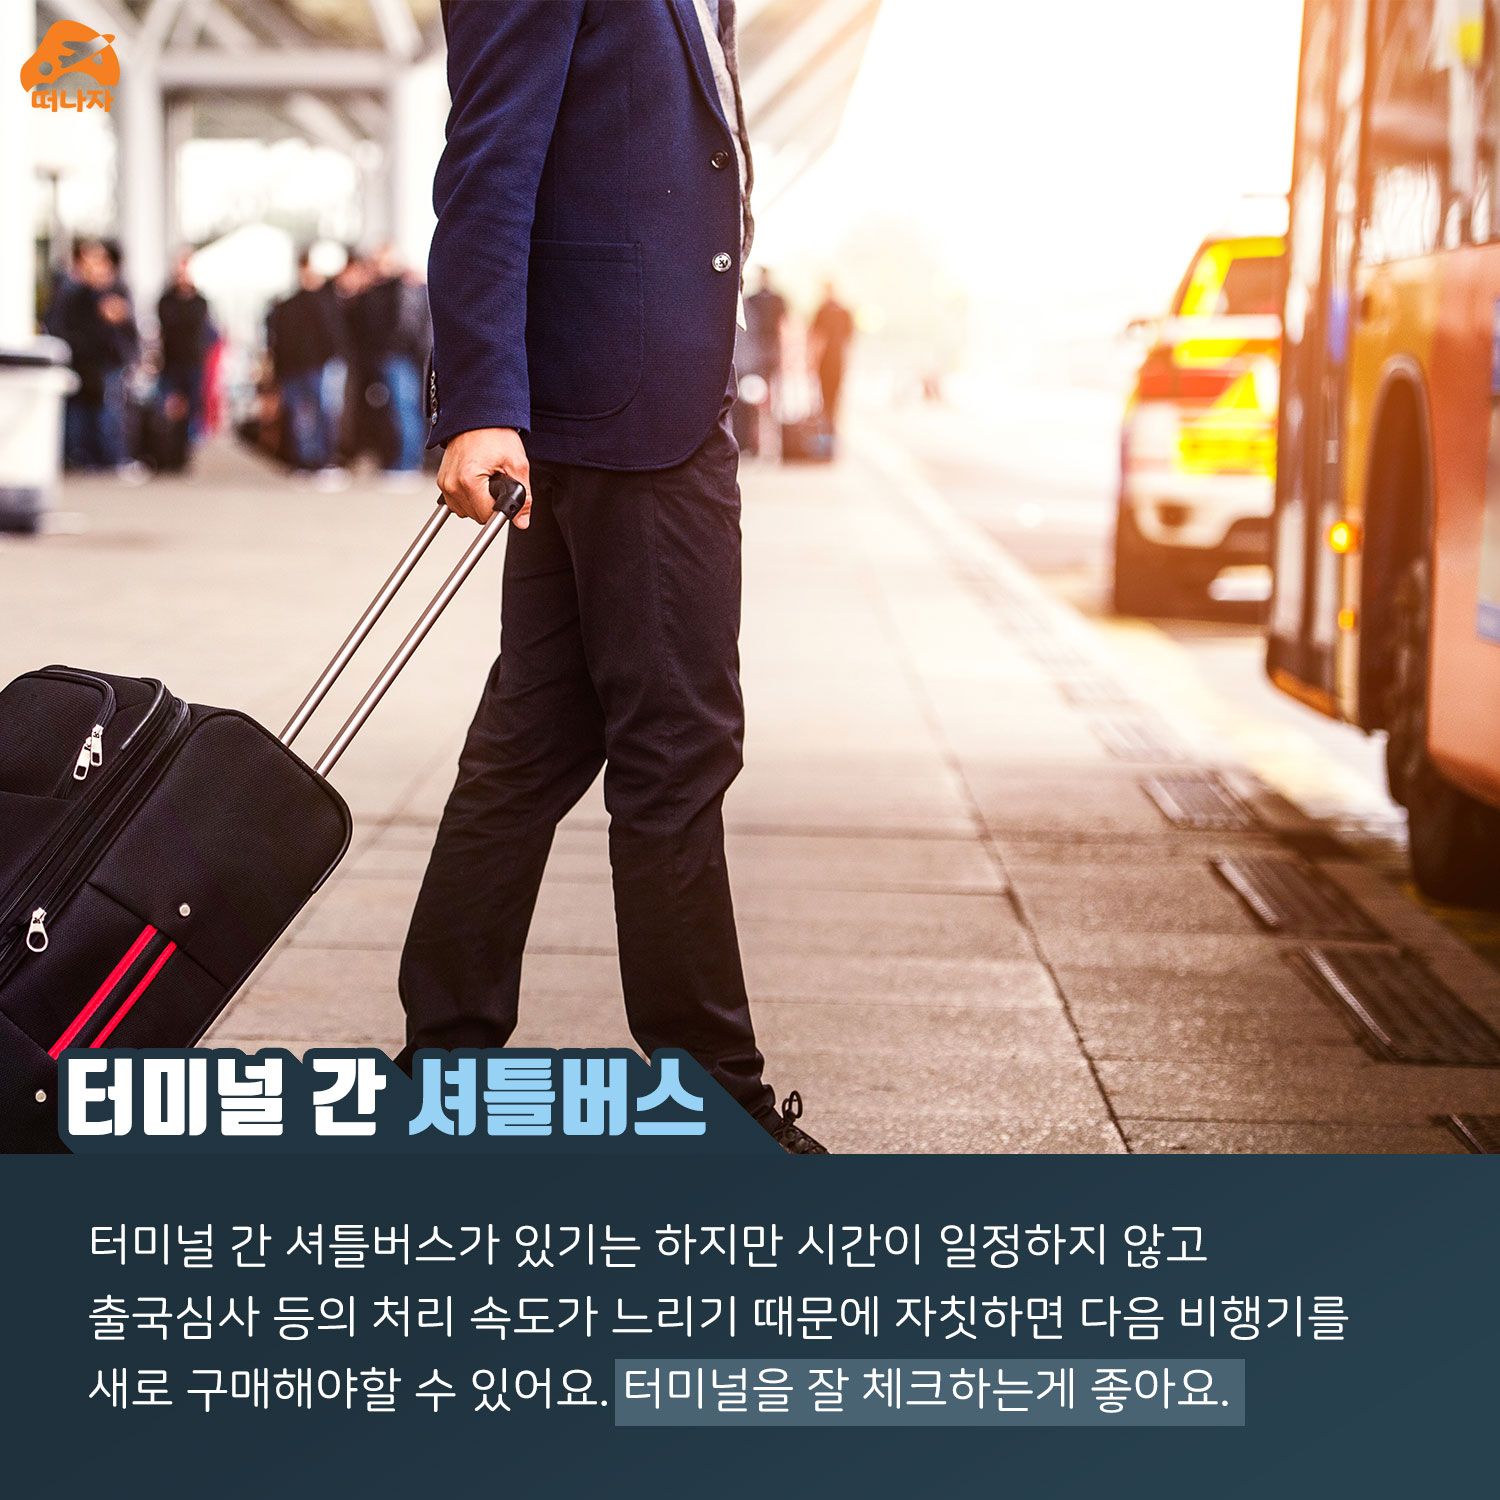 떠나자
터미널 간 셔틀버스
터미널 간 셔틀버스가 있기는 하지만 시간이 일정하지 않고
출국심사 등의 처리 속도가 느리기 때문에 자칫하면 다음 비행기를
새로 구매해야할 수 있어요. 터미널을 잘 체크하는게 좋아요.